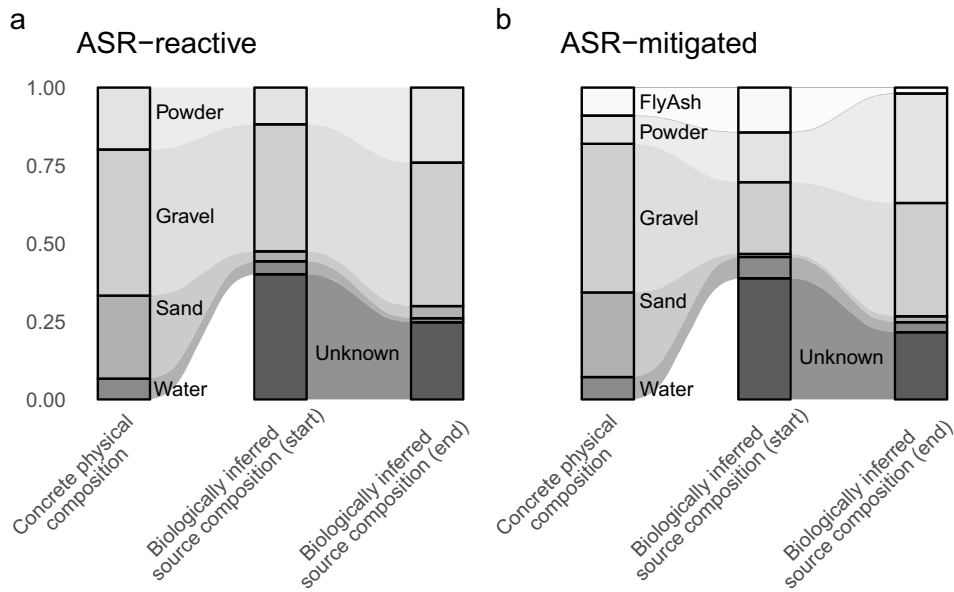 a
ASR−reactive
1.00
0.75
0.50
0.25
0.00
Powder
Gravel
Sand
Water
Unknown
Concrete physical
composition
Biologically inferred
source composition (start)
Biologically inferred
source composition (end)
b
ASR−mitigated
FlyAsh
Powder
Gravel
Sand
Water
Unknown
Concrete physical
composition
Biologically inferred
source composition (start)
Biologically inferred
source composition (end)